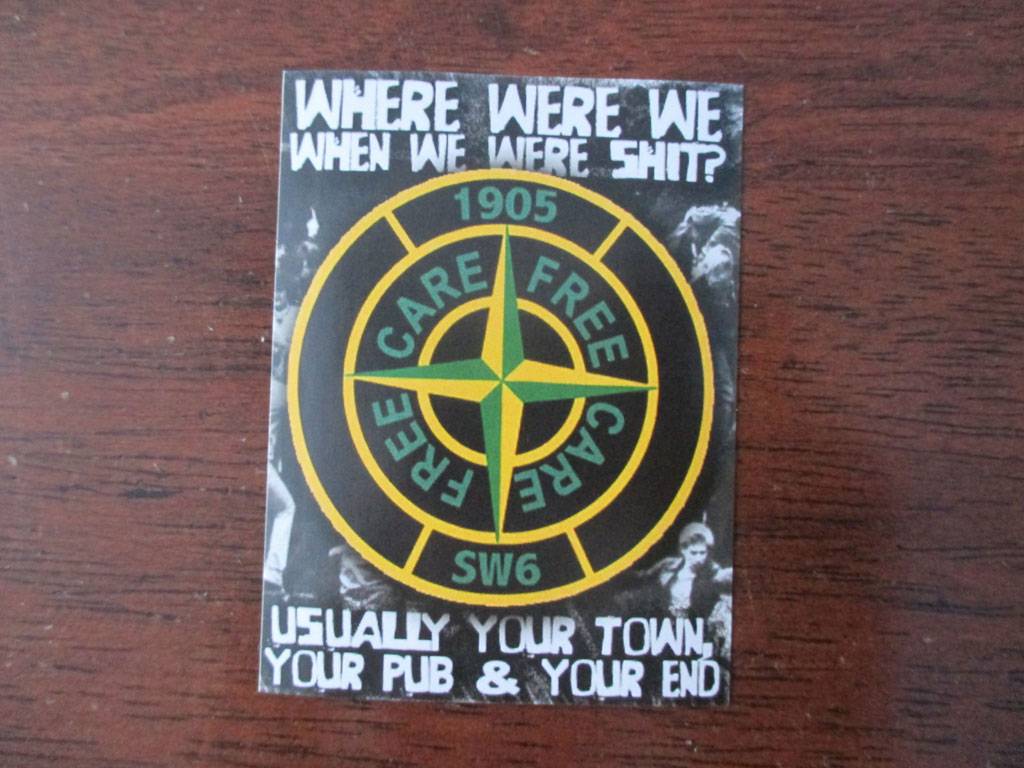 WHERE WERE WE
WHEN WE WERE SHIT?
1905
CARE FREE
CARE FREE
SW6
USUALLY YOUR TOWN,
YOUR PUB & YOUR END